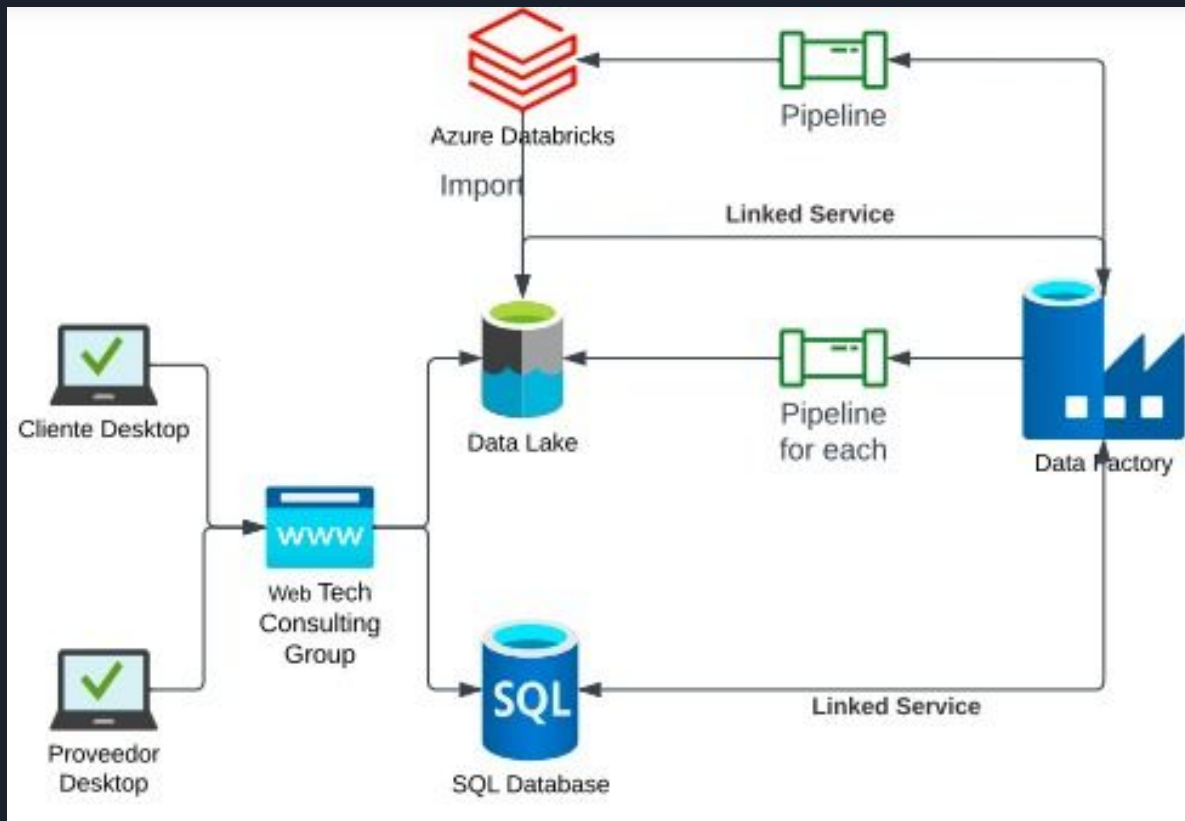 Azure Databricks
Pipeline
Import
Linked Service
Cliente Desktop
Data Lake
Pipeline
for each
Data Factory
www
Web Tech
Consulting
Group
SQL
Linked Service
Proveedor
Desktop
SQL Database